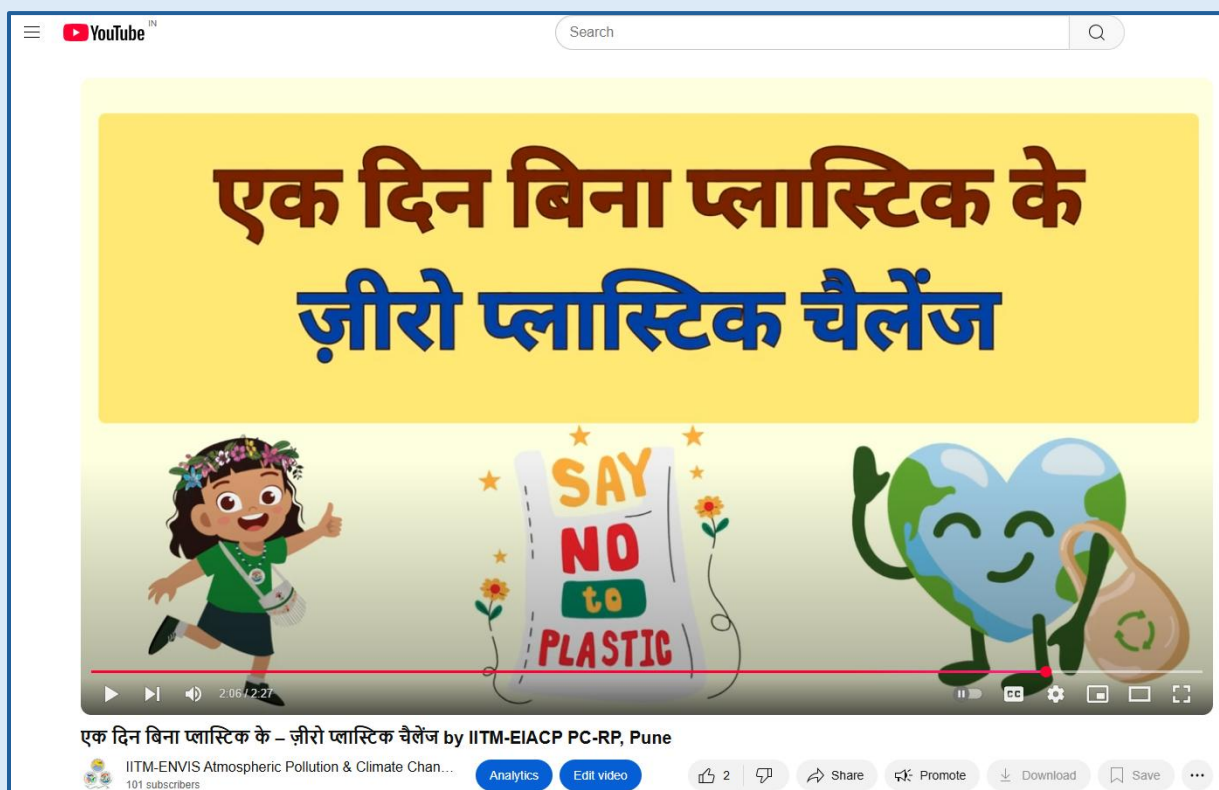 YouTube IN
Search
एक दिन बिना प्लास्टिक के
ज़ीरो प्लास्टिक चैलेंज
SAY
NO
to
PLASTIC
2:06 / 2:27
CC
एक दिन बिना प्लास्टिक के – ज़ीरो प्लास्टिक चैलेंज by IITM-EIACP PC-RP, Pune
IITM-ENVIS Atmospheric Pollution & Climate Chan...
101 subscribers
Analytics
Edit video
2
Share
Promote
Download
Save